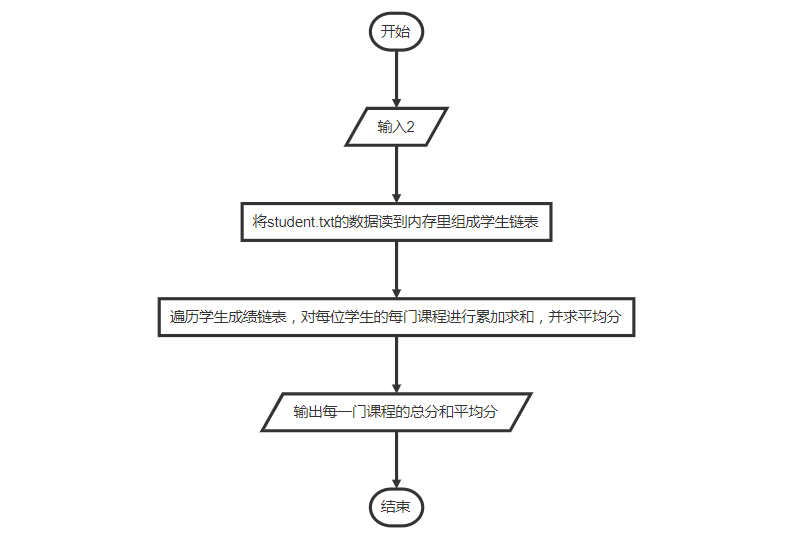 开始
输入2
将student.txt的数据读到内存里组成学生链表
遍历学生成绩链表，对每位学生的每门课程进行累加求和，并求平均分
输出每一门课程的总分和平均分
结束